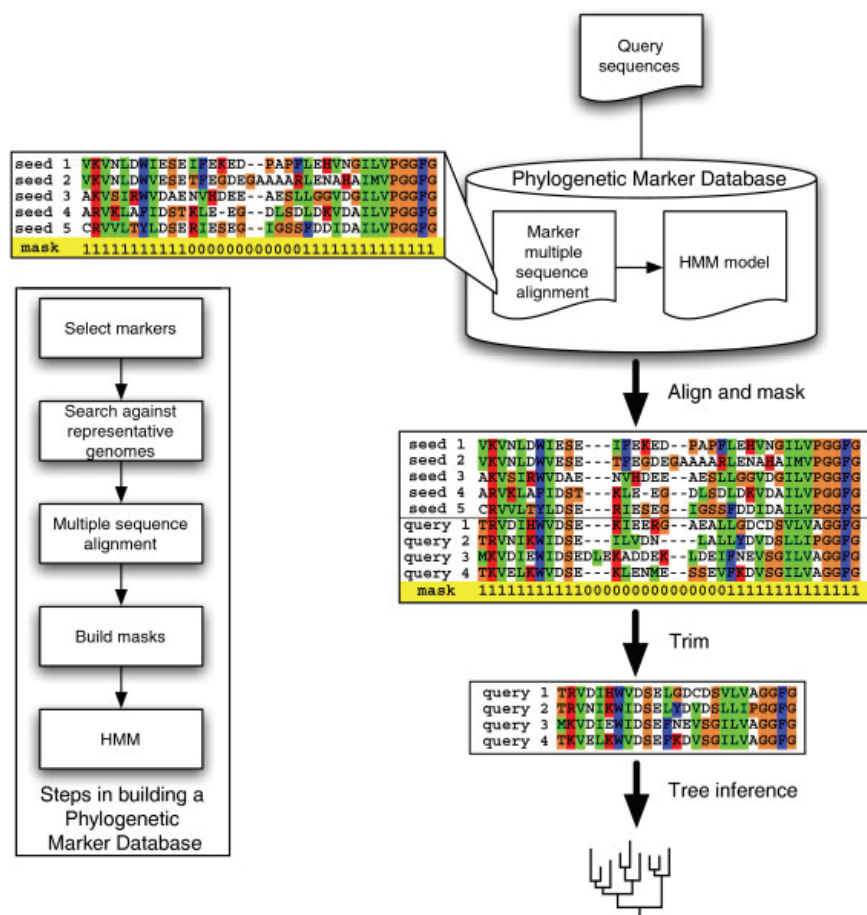 Query
sequences
seed 1 VKVNLDWIESEIFEKED--PAPFLEHVNGILVPGGFG
seed 2 VKVNLDWVESETFEGDEGAAAARLENAHAIMVPGGFG
seed 3 AKVSIRWVDAENVHDEE--AESLLGGVDGILVPGGFG
seed 4 ARVKLAFIDSTKLE-EG--DLSDLDKVDAILVPGGFG
seed 5 CRVVLTYLDSERIESEG--IGSSFDDIDAILVPGGFG
mask 1111111111100000000000011111111111111
Phylogenetic Marker Database
Marker
multiple
sequence
alignment
HMM model
Select markers
Search against
representative
genomes
Multiple sequence
alignment
Build masks
HMM
Steps in building a
Phylogenetic
Marker Database
Align and mask
seed 1 VKVNLDWIESE---IFEKED--PAPFLEHVNGILVPGGFG
seed 2 VKVNLDWVESE---TFEGDEGAAAARLENAHAIMVPGGFG
seed 3 AKVSIRWVDAE---NVHDEE--AESLLGGVDGILVPGGFG
seed 4 ARVKLAFIDST---KLE-EG--DLSDLDKVDAILVPGGFG
seed 5 CRVVLTYLDSE---RIESEG--IGSSFDDIDAILVPGGFG
query 1 TRVDIHWVDSE---KIEERG--AEALLGDCDSVLVAGGFG
query 2 TRVNIKWIDSE---ILVDN----LALLYDVDSLLIPGGFG
query 3 MKVDIEWIDSEDLEKADDEK--LDEIFNEVSGILVAGGFG
query 4 TKVELKWVDSE---KLENME--SSEVFKDVSGILVAGGFG
mask 1111111111100000000000000011111111111111
Trim
query 1 TRVDIHWVDSELGDCDSVLVAGGFG
query 2 TRVNIKWIDSELYDVDSLLIPGGFG
query 3 MKVDIEWIDSEFNEVSGILVAGGFG
query 4 TKVELKWVDSEFKDVSGILVAGGFG
Tree inference